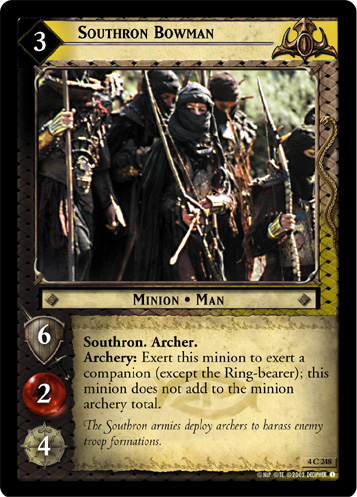 3
SOUTHRON BOWMAN
MINION • MAN
6
Southron. Archer.
Archery: Exert this minion to exert a
2
companion (except the Ring-bearer); this
minion does not add to the minion
archery total.
4
The Southron armies deploy archers to harass enemy
troop formations.
4 C 248